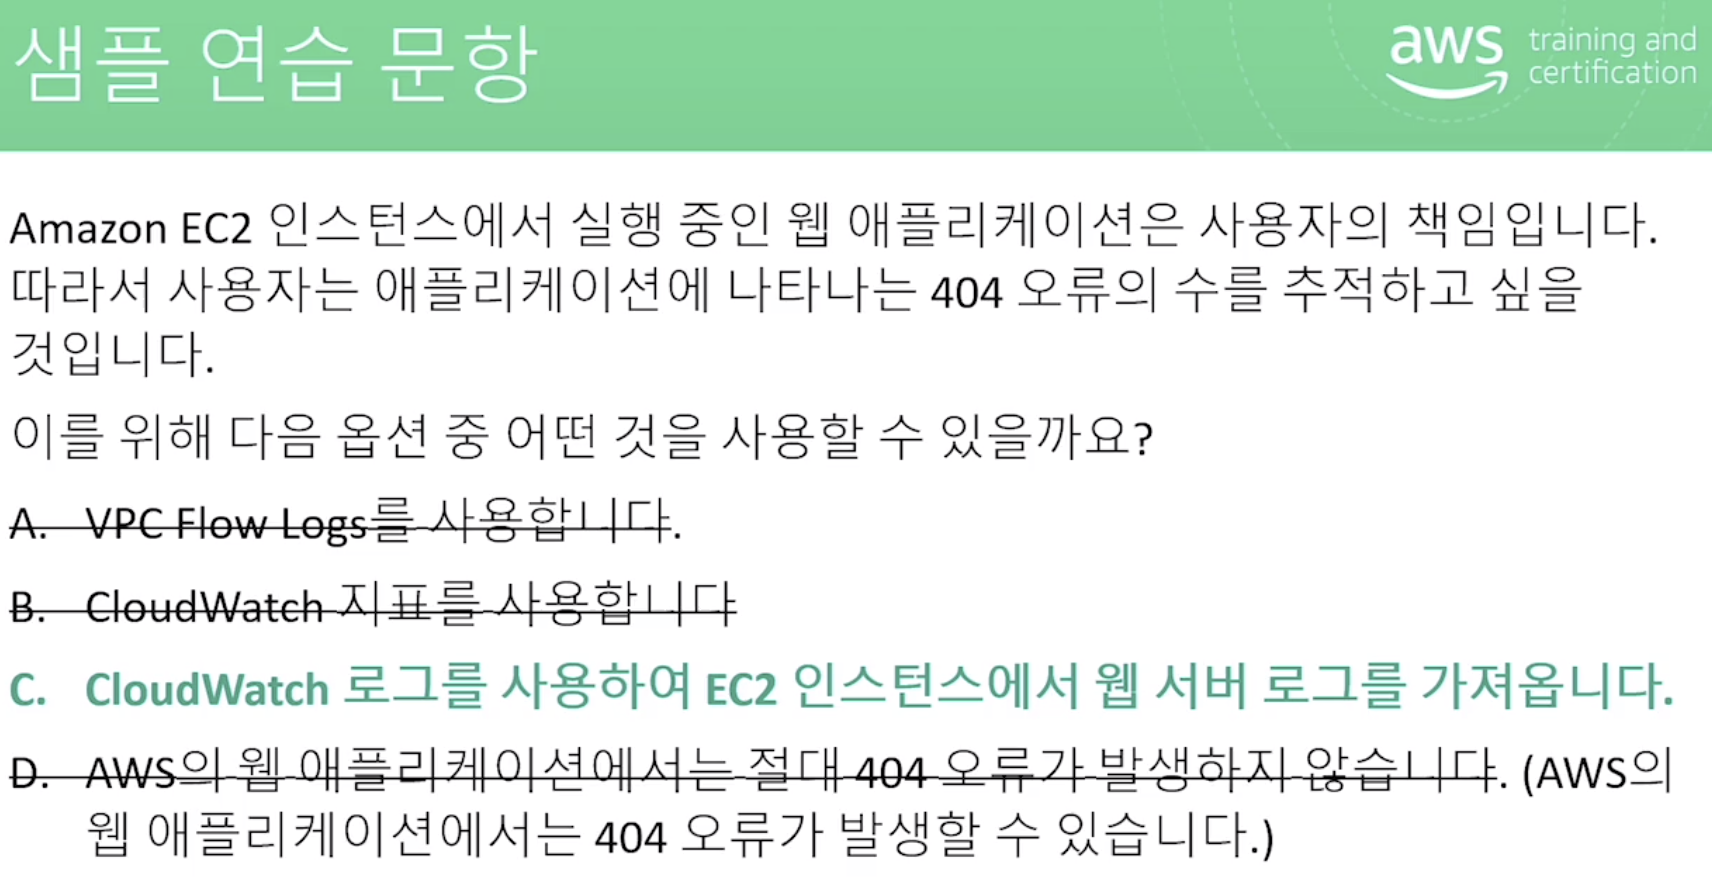 샘플 연습 문항
aws training and certification
Amazon EC2 인스턴스에서 실행 중인 웹 애플리케이션은 사용자의 책임입니다.
따라서 사용자는 애플리케이션에 나타나는 404 오류의 수를 추적하고 싶을
것입니다.
이를 위해 다음 옵션 중 어떤 것을 사용할 수 있을까요?
A. VPC Flow Logs를 사용합니다.
B. CloudWatch 지표를 사용합니다
C. CloudWatch 로그를 사용하여 EC2 인스턴스에서 웹 서버 로그를 가져옵니다.
D. AWS의 웹 애플리케이션에서는 절대 404 오류가 발생하지 않습니다. (AWS의
웹 애플리케이션에서는 404 오류가 발생할 수 있습니다.)